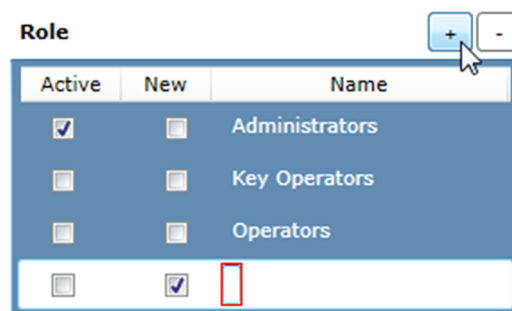 Role + -
Active New Name
Administrators
Key Operators
Operators